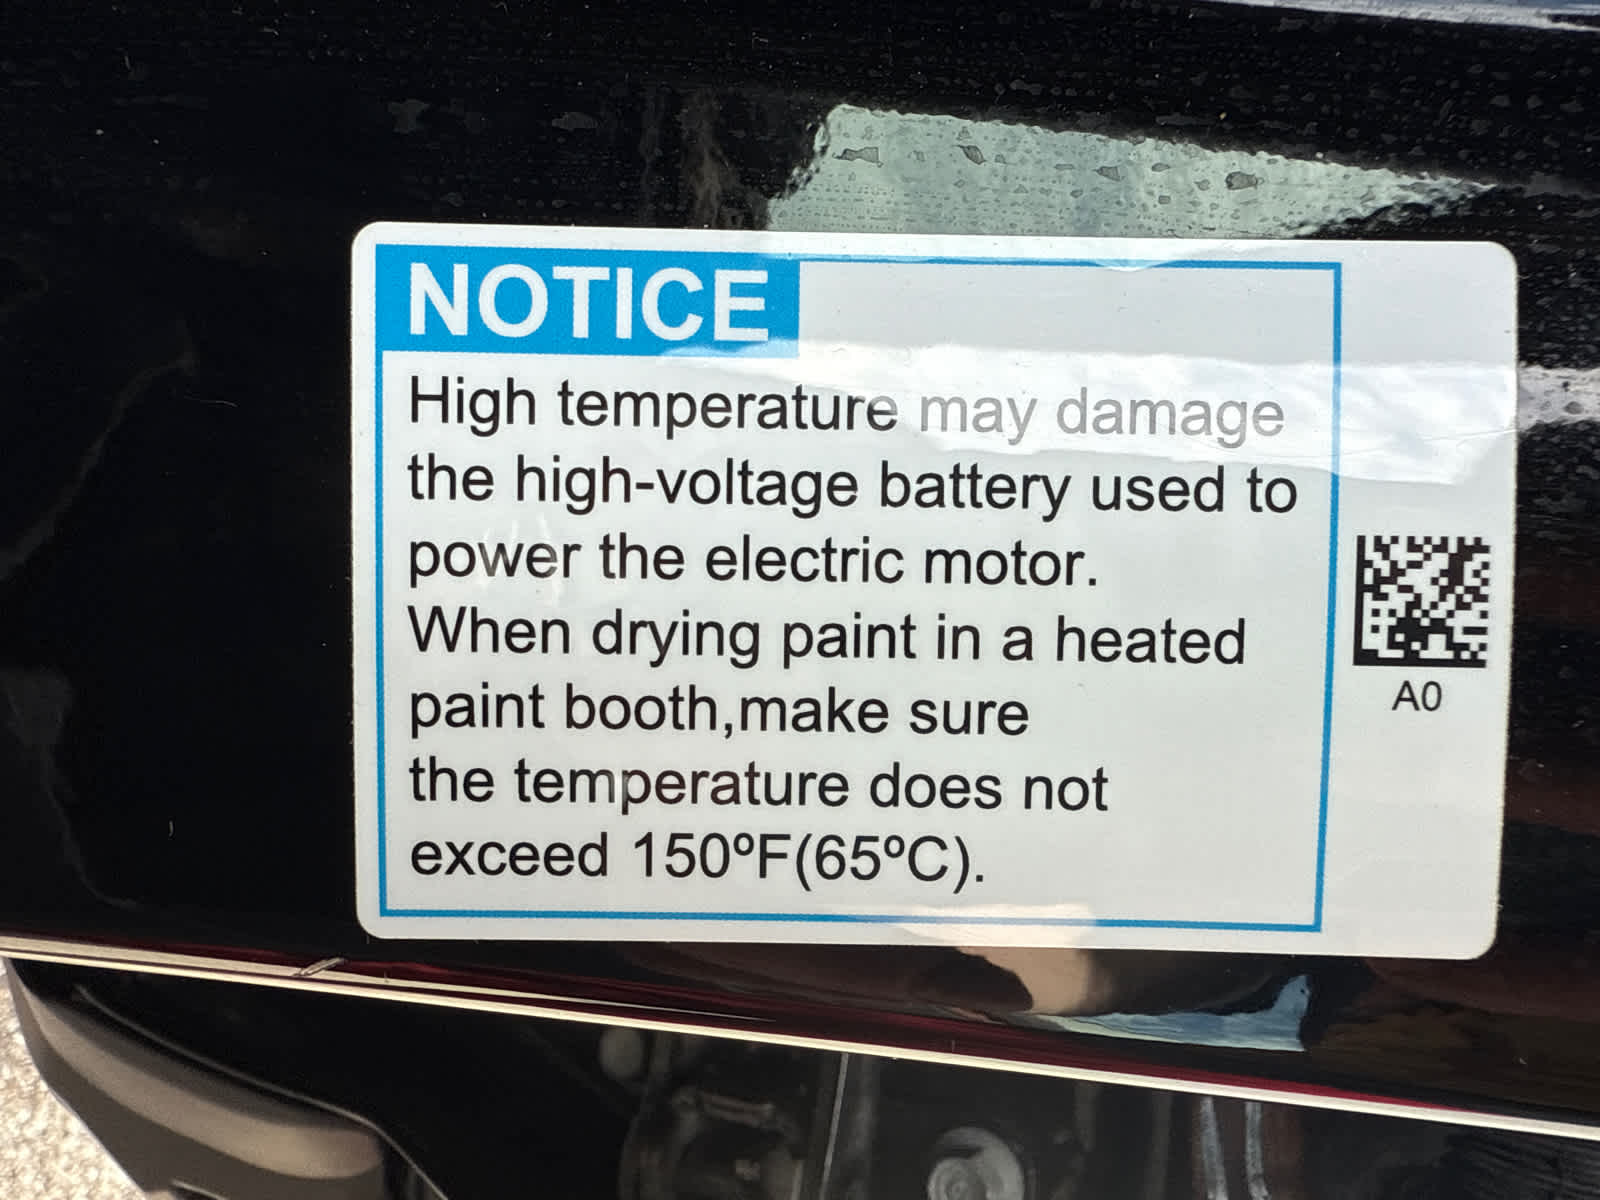 NOTICE
High temperature may damage
the high-voltage battery used to
power the electric motor.
When drying paint in a heated
paint booth,make sure
the temperature does not
exceed 150ºF(65ºC).
A0